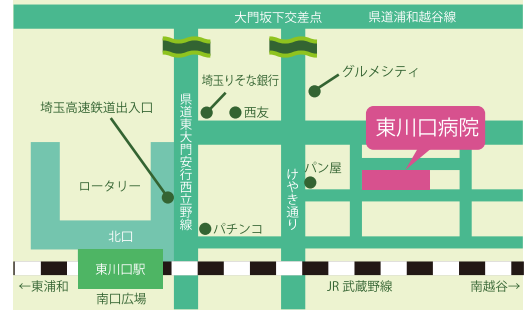 大門坂下交差点
県道浦和越谷線
グルメシティ
埼玉りそな銀行
西友
埼玉高速鉄道出入口
県道東大門安行西立野線
東川口病院
けやき通り
パン屋
ロータリー
パチンコ
北口
東川口駅
←東浦和
JR 武蔵野線
南越谷→
南口広場